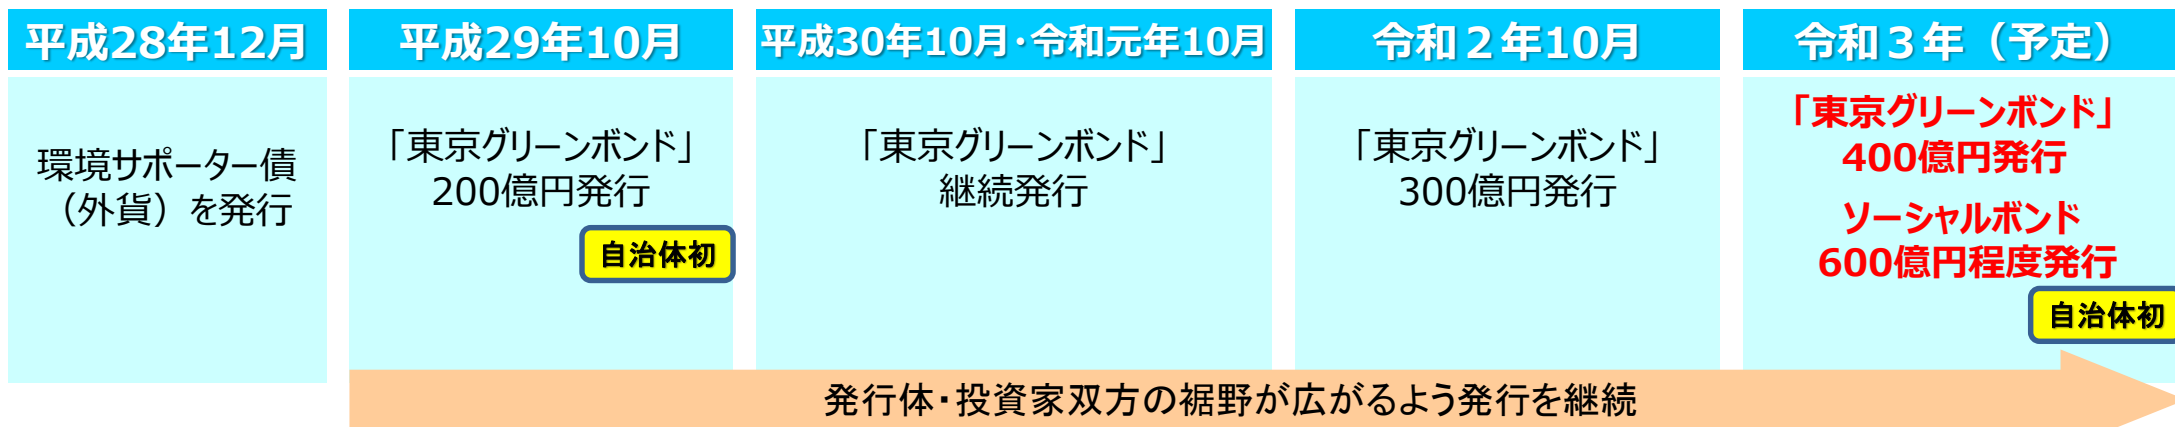 平成28年12月
環境サポーター債
（外貨）を発行
平成29年10月
「東京グリーンボンド」
200億円発行
自治体初
平成30年10月・令和元年10月
「東京グリーンボンド」
継続発行
令和２年10月
「東京グリーンボンド」
300億円発行
令和３年（予定）
「東京グリーンボンド」
400億円発行
ソーシャルボンド
600億円程度発行
自治体初
発行体・投資家双方の裾野が広がるよう発行を継続